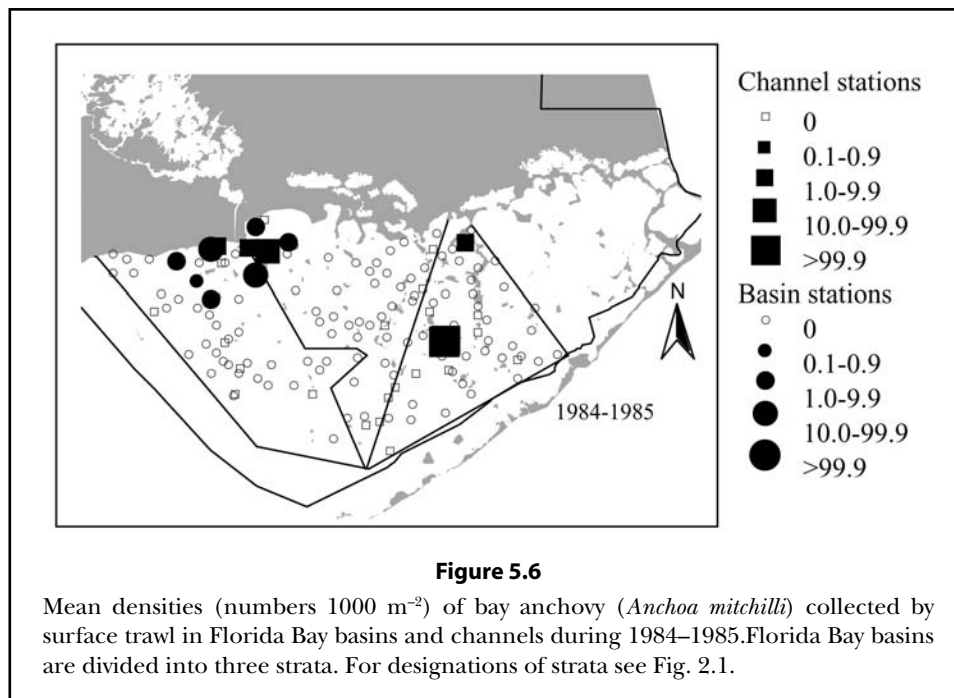 Channel stations
0
0.1-0.9
1.0-9.9
10.0-99.9
>99.9
Basin stations
0
0.1-0.9
1.0-9.9
10.0-99.9
>99.9
N
1984-1985
Figure 5.6
Mean densities (numbers 1000 m⁻²) of bay anchovy (Anchoa mitchilli) collected by
surface trawl in Florida Bay basins and channels during 1984–1985.Florida Bay basins
are divided into three strata. For designations of strata see Fig. 2.1.